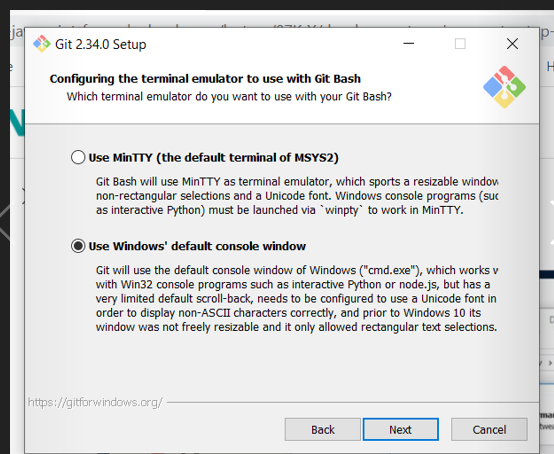 Git 2.34.0 Setup
Configuring the terminal emulator to use with Git Bash
Which terminal emulator do you want to use with your Git Bash?
Use MinTTY (the default terminal of MSYS2)
Git Bash will use MinTTY as terminal emulator, which sports a resizable window
non-rectangular selections and a Unicode font. Windows console programs (suc
as interactive Python) must be launched via `winpty` to work in MinTTY.
Use Windows' default console window
Git will use the default console window of Windows ("cmd.exe"), which works w
with Win32 console programs such as interactive Python or node.js, but has a
very limited default scroll-back, needs to be configured to use a Unicode font in
order to display non-ASCII characters correctly, and prior to Windows 10 its
window was not freely resizable and it only allowed rectangular text selections.
https://gitforwindows.org/
Back
Next
Cancel